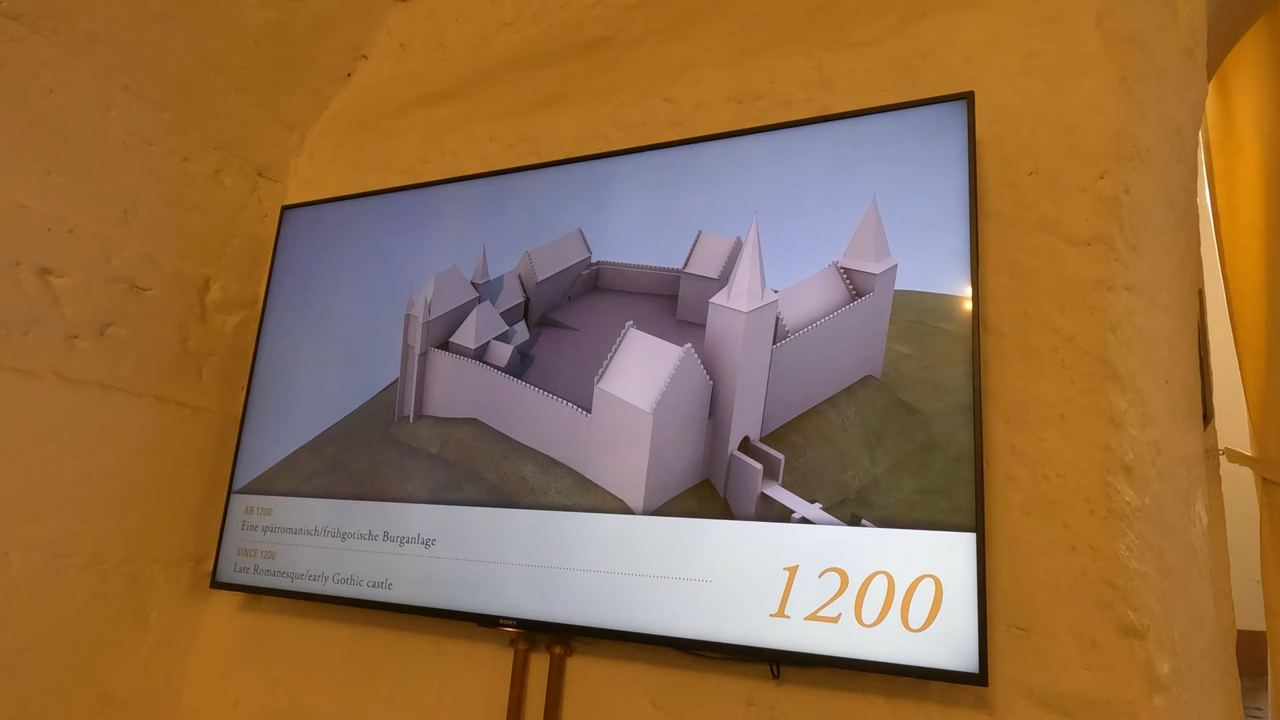 AB 1200:
Eine spätromanisch/frühgotische Burganlage
SINCE 1200:
Late Romanesque/early Gothic castle
1200
SONY